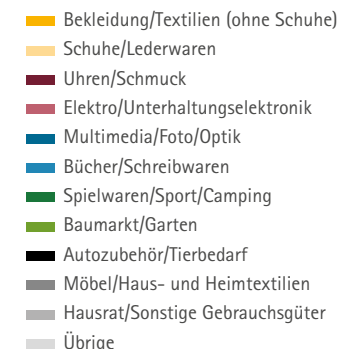 Bekleidung/Textilien (ohne Schuhe)
Schuhe/Lederwaren
Uhren/Schmuck
Elektro/Unterhaltungselektronik
Multimedia/Foto/Optik
Bücher/Schreibwaren
Spielwaren/Sport/Camping
Baumarkt/Garten
Autozubehör/Tierbedarf
Möbel/Haus- und Heimtextilien
Hausrat/Sonstige Gebrauchsgüter
Übrige